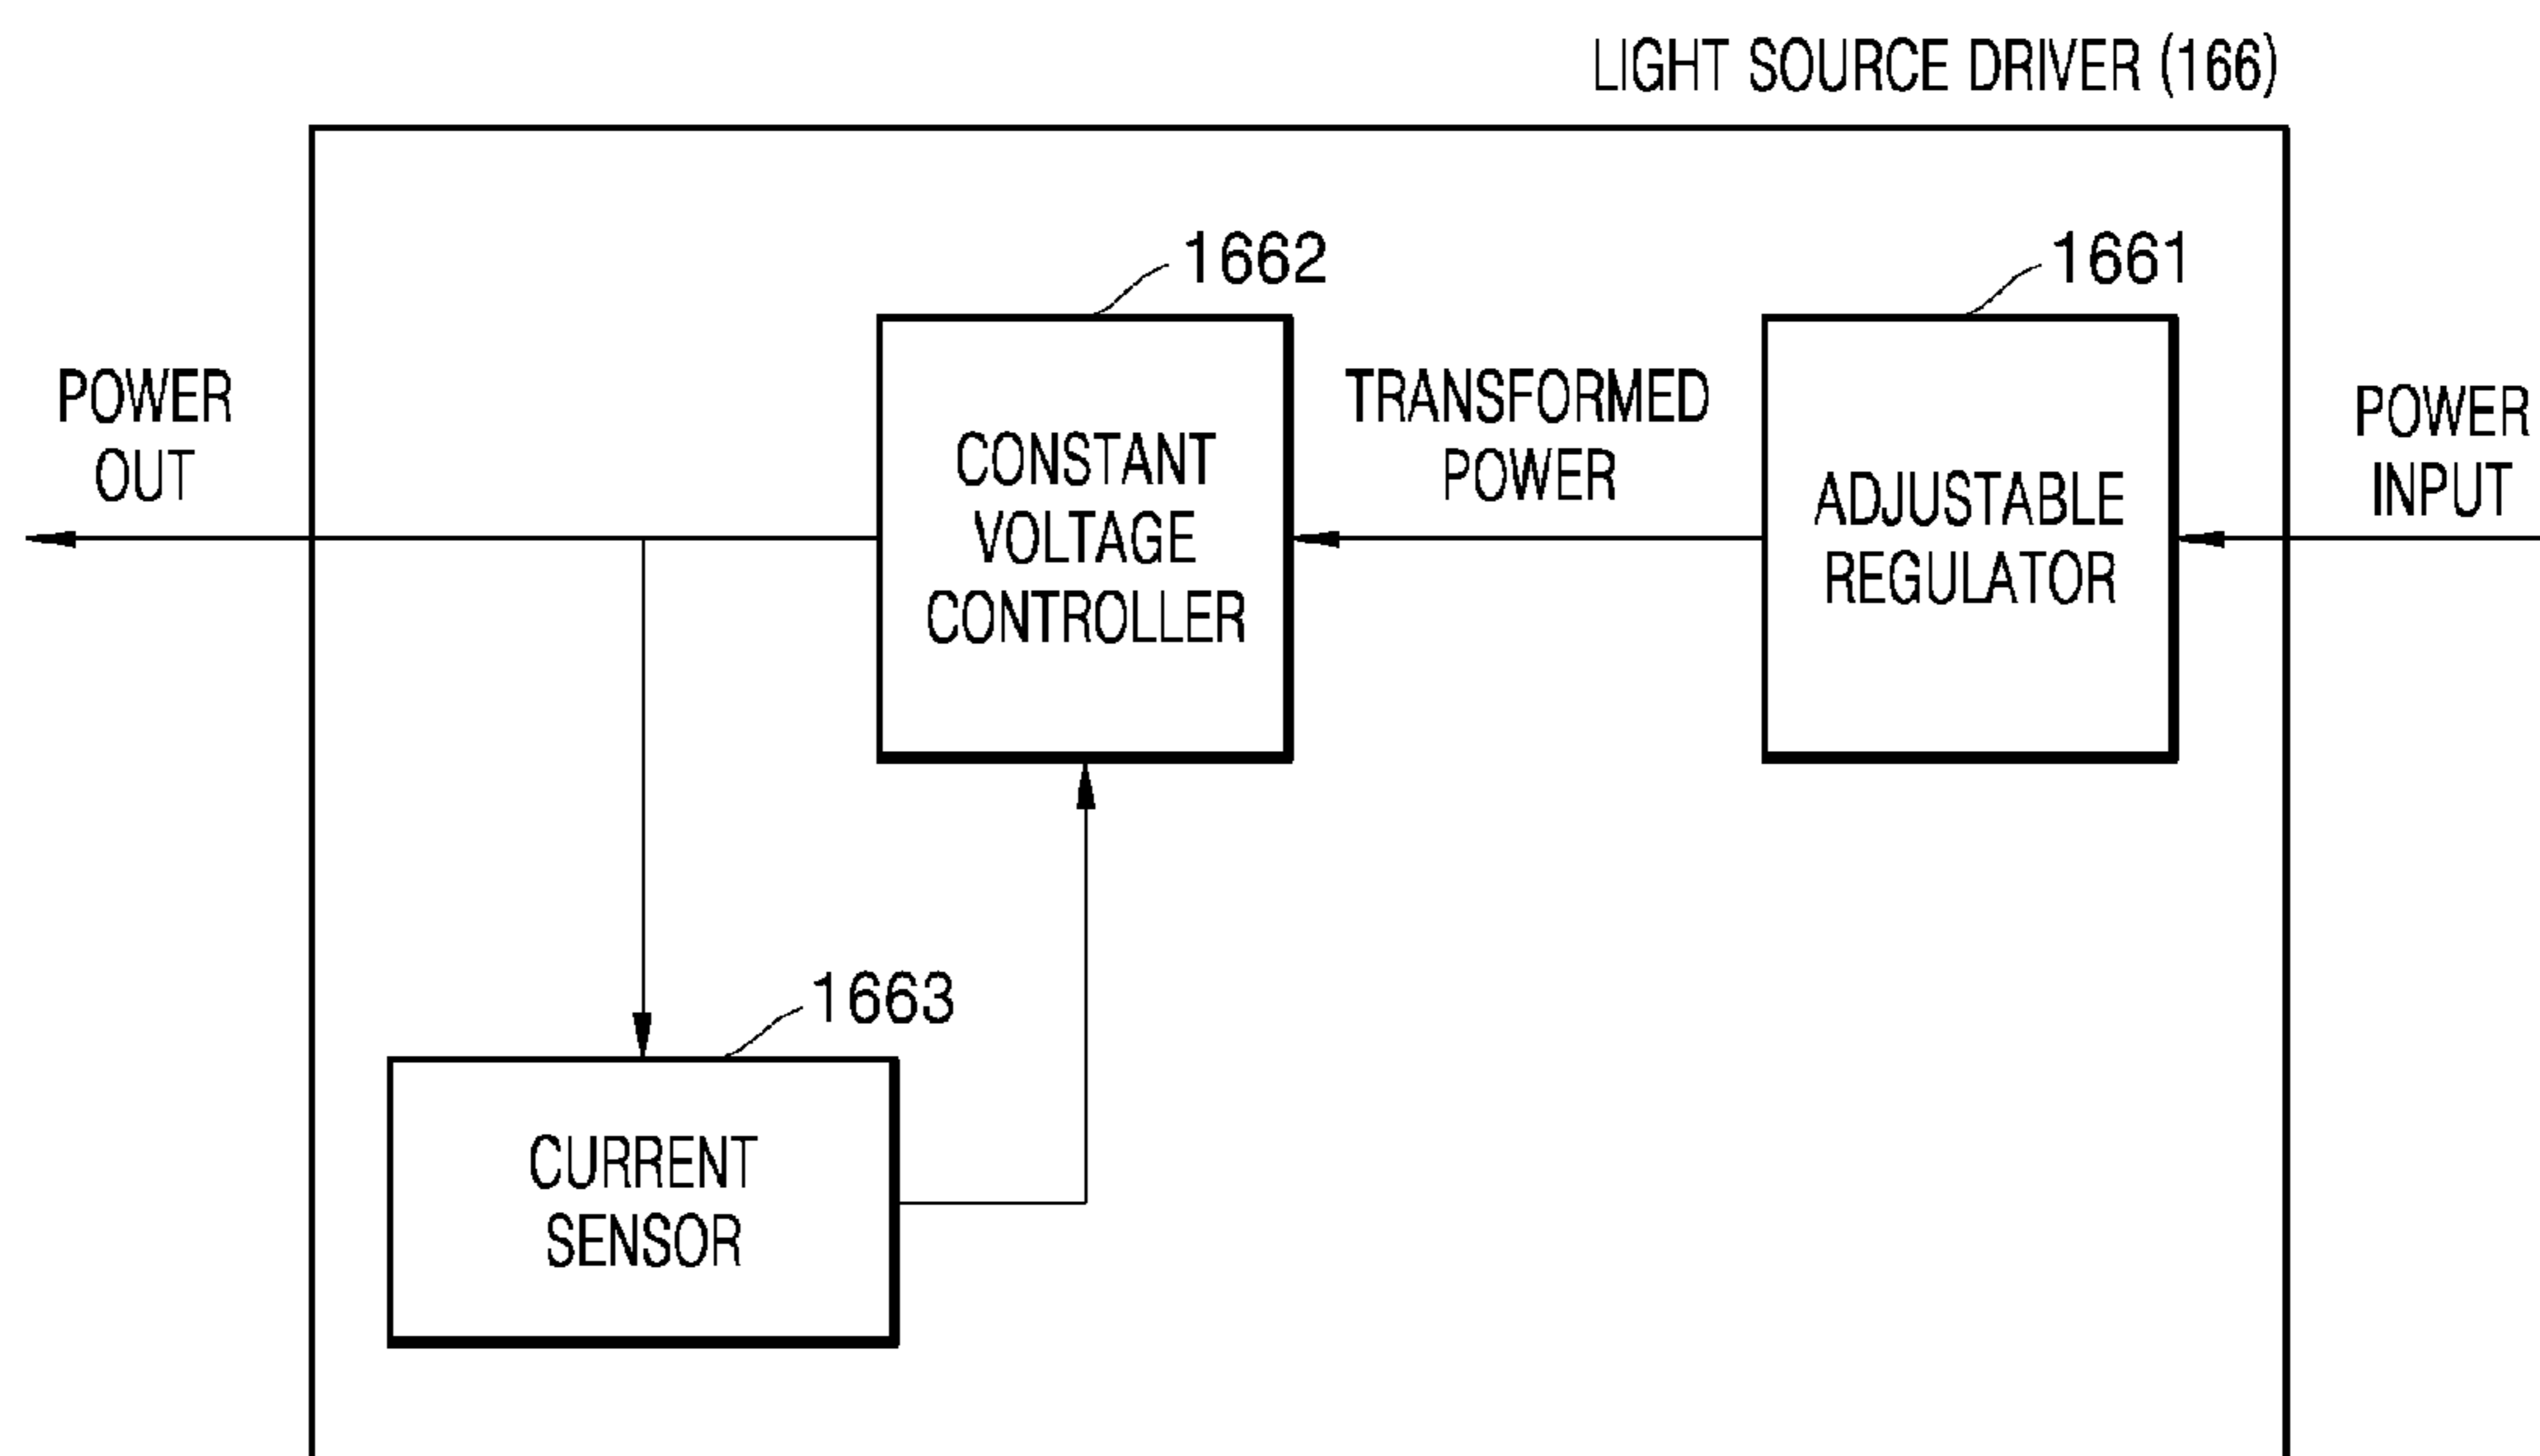 LIGHT SOURCE DRIVER (166)
1662
1661
POWER
OUT
CONSTANT
VOLTAGE
CONTROLLER
TRANSFORMED
POWER
ADJUSTABLE
REGULATOR
POWER
INPUT
1663
CURRENT
SENSOR